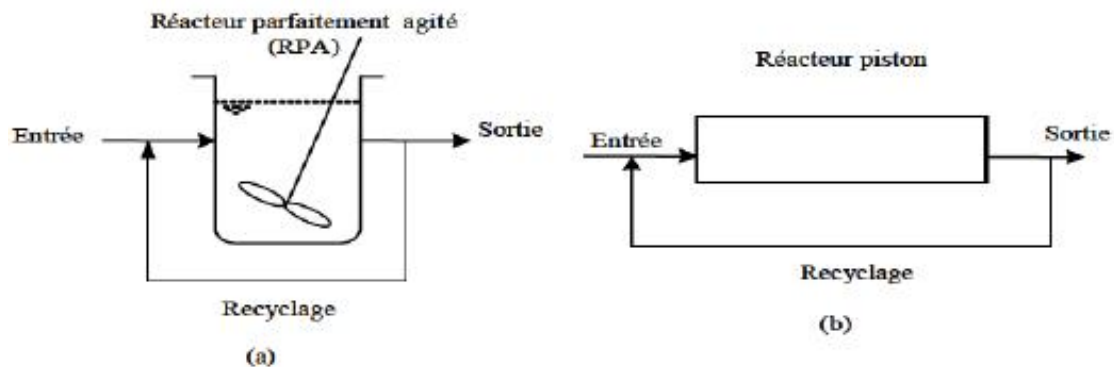 Réacteur parfaitement agité
(RPA)
Entrée
Sortie
Recyclage
(a)
Réacteur piston
Entrée
Sortie
Recyclage
(b)